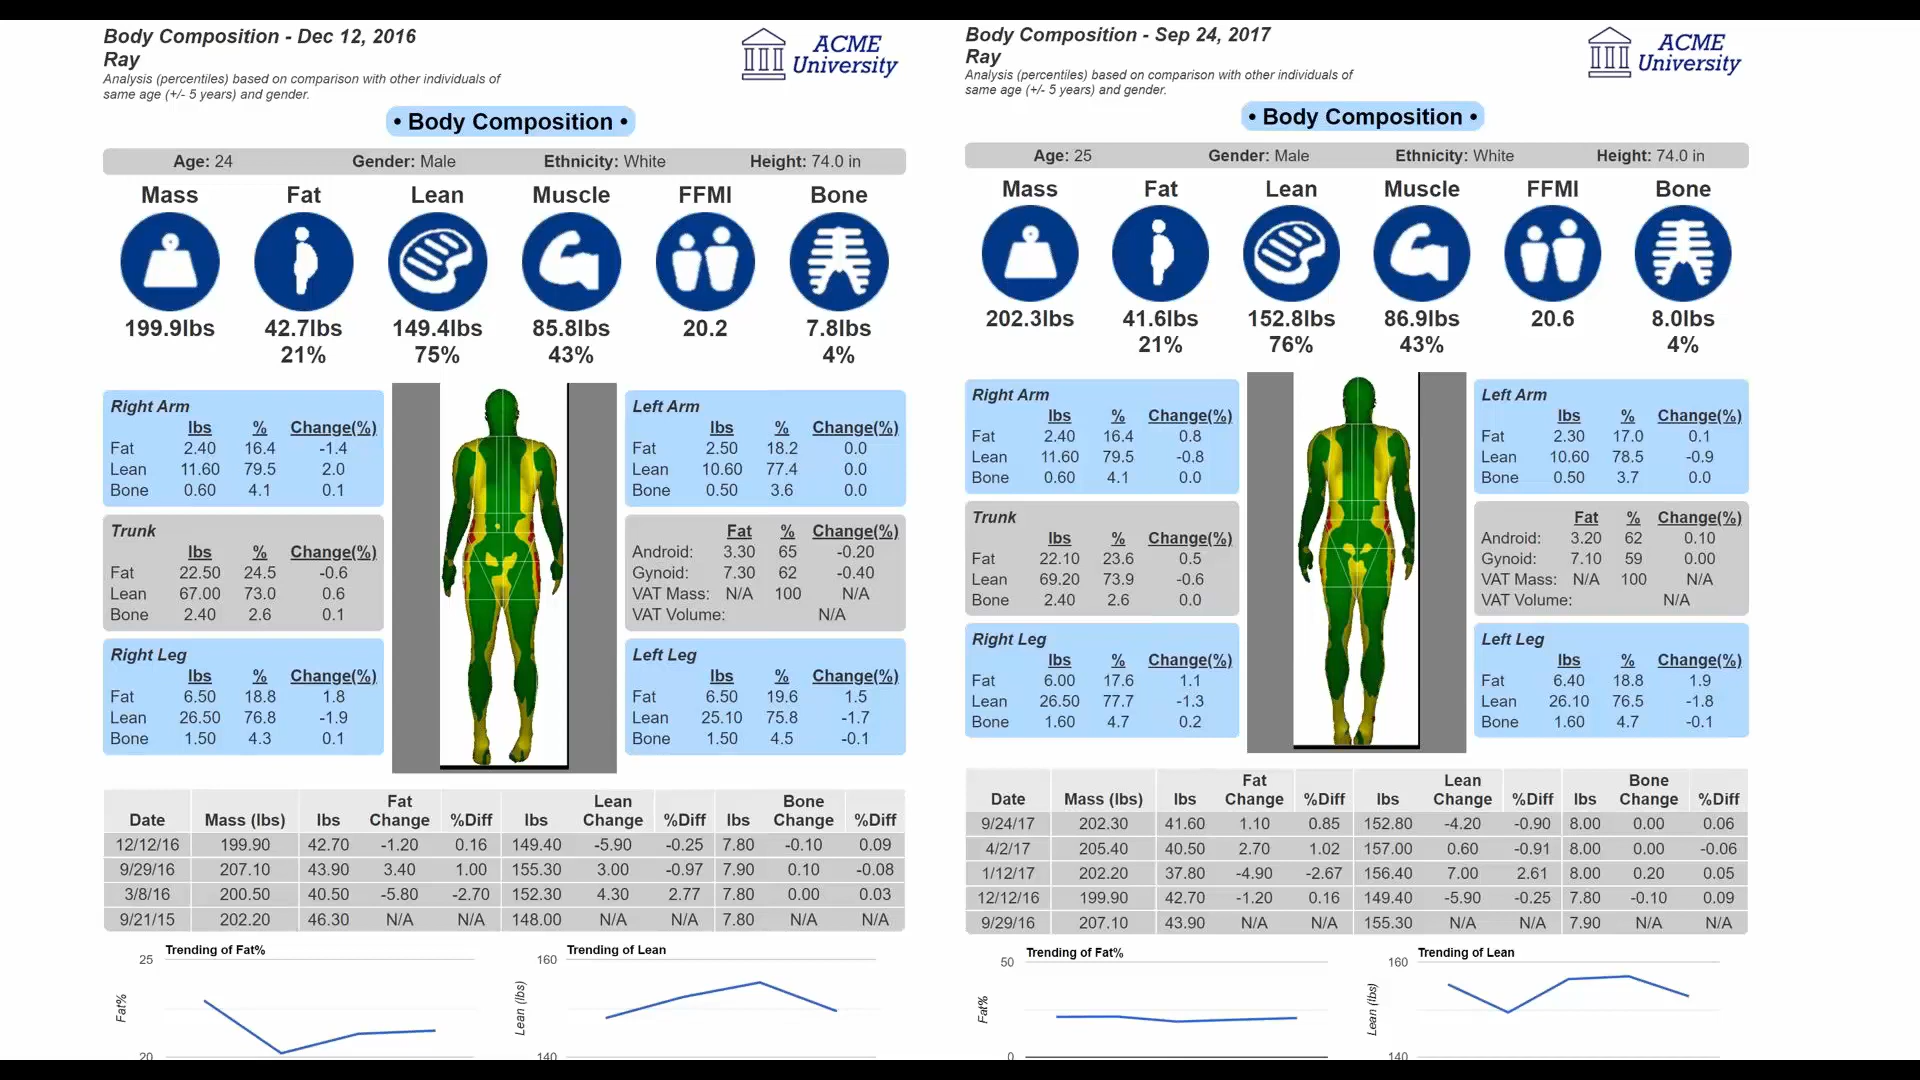 Body Composition - Dec 12, 2016
Ray
Analysis (percentiles) based on comparison with other individuals of
same age (+/- 5 years) and gender.
ACME
University
• Body Composition •
Age: 24 Gender: Male Ethnicity: White Height: 74.0 in
Mass Fat Lean Muscle FFMI Bone
199.9lbs 42.7lbs 149.4lbs 85.8lbs 20.2 7.8lbs
21% 75% 43% 4%
Right Arm
lbs % Change(%)
Fat 2.40 16.4 -1.4
Lean 11.60 79.5 2.0
Bone 0.60 4.1 0.1
Left Arm
lbs % Change(%)
Fat 2.50 18.2 0.0
Lean 10.60 77.4 0.0
Bone 0.50 3.6 0.0
Trunk
lbs % Change(%)
Fat 22.50 24.5 -0.6
Lean 67.00 73.0 0.6
Bone 2.40 2.6 0.1
Fat % Change(%)
Android: 3.30 65 -0.20
Gynoid: 7.30 62 -0.40
VAT Mass: N/A 100 N/A
VAT Volume: N/A
Right Leg
lbs % Change(%)
Fat 6.50 18.8 1.8
Lean 26.50 76.8 -1.9
Bone 1.50 4.3 0.1
Left Leg
lbs % Change(%)
Fat 6.50 19.6 1.5
Lean 25.10 75.8 -1.7
Bone 1.50 4.5 -0.1
Date Mass (lbs) lbs Fat Change %Diff lbs Lean Change %Diff lbs Bone Change %Diff
12/12/16 199.90 42.70 -1.20 0.16 149.40 -5.90 -0.25 7.80 -0.10 0.09
9/29/16 207.10 43.90 3.40 1.00 155.30 3.00 -0.97 7.90 0.10 -0.08
3/8/16 200.50 40.50 -5.80 -2.70 152.30 4.30 2.77 7.80 0.00 0.03
9/21/15 202.20 46.30 N/A N/A 148.00 N/A N/A 7.80 N/A N/A
Trending of Fat%
25
Fat%
20
Trending of Lean
160
Lean (lbs)
140
Body Composition - Sep 24, 2017
Ray
Analysis (percentiles) based on comparison with other individuals of
same age (+/- 5 years) and gender.
ACME
University
• Body Composition •
Age: 25 Gender: Male Ethnicity: White Height: 74.0 in
Mass Fat Lean Muscle FFMI Bone
202.3lbs 41.6lbs 152.8lbs 86.9lbs 20.6 8.0lbs
21% 76% 43% 4%
Right Arm
lbs % Change(%)
Fat 2.40 16.4 0.8
Lean 11.60 79.5 -0.8
Bone 0.60 4.1 0.0
Left Arm
lbs % Change(%)
Fat 2.30 17.0 0.1
Lean 10.60 78.5 -0.9
Bone 0.50 3.7 0.0
Trunk
lbs % Change(%)
Fat 22.10 23.6 0.5
Lean 69.20 73.9 -0.6
Bone 2.40 2.6 0.0
Fat % Change(%)
Android: 3.20 62 0.10
Gynoid: 7.10 59 0.00
VAT Mass: N/A 100 N/A
VAT Volume: N/A
Right Leg
lbs % Change(%)
Fat 6.00 17.6 1.1
Lean 26.50 77.7 -1.3
Bone 1.60 4.7 0.2
Left Leg
lbs % Change(%)
Fat 6.40 18.8 1.9
Lean 26.10 76.5 -1.8
Bone 1.60 4.7 -0.1
Date Mass (lbs) lbs Fat Change %Diff lbs Lean Change %Diff lbs Bone Change %Diff
9/24/17 202.30 41.60 1.10 0.85 152.80 -4.20 -0.90 8.00 0.00 0.06
4/2/17 205.40 40.50 2.70 1.02 157.00 0.60 -0.91 8.00 0.00 -0.06
1/12/17 202.20 37.80 -4.90 -2.67 156.40 7.00 2.61 8.00 0.20 0.05
12/12/16 199.90 42.70 -1.20 0.16 149.40 -5.90 -0.25 7.80 -0.10 0.09
9/29/16 207.10 43.90 N/A N/A 155.30 N/A N/A 7.90 N/A N/A
Trending of Fat%
50
Fat%
0
Trending of Lean
160
Lean (lbs)
140